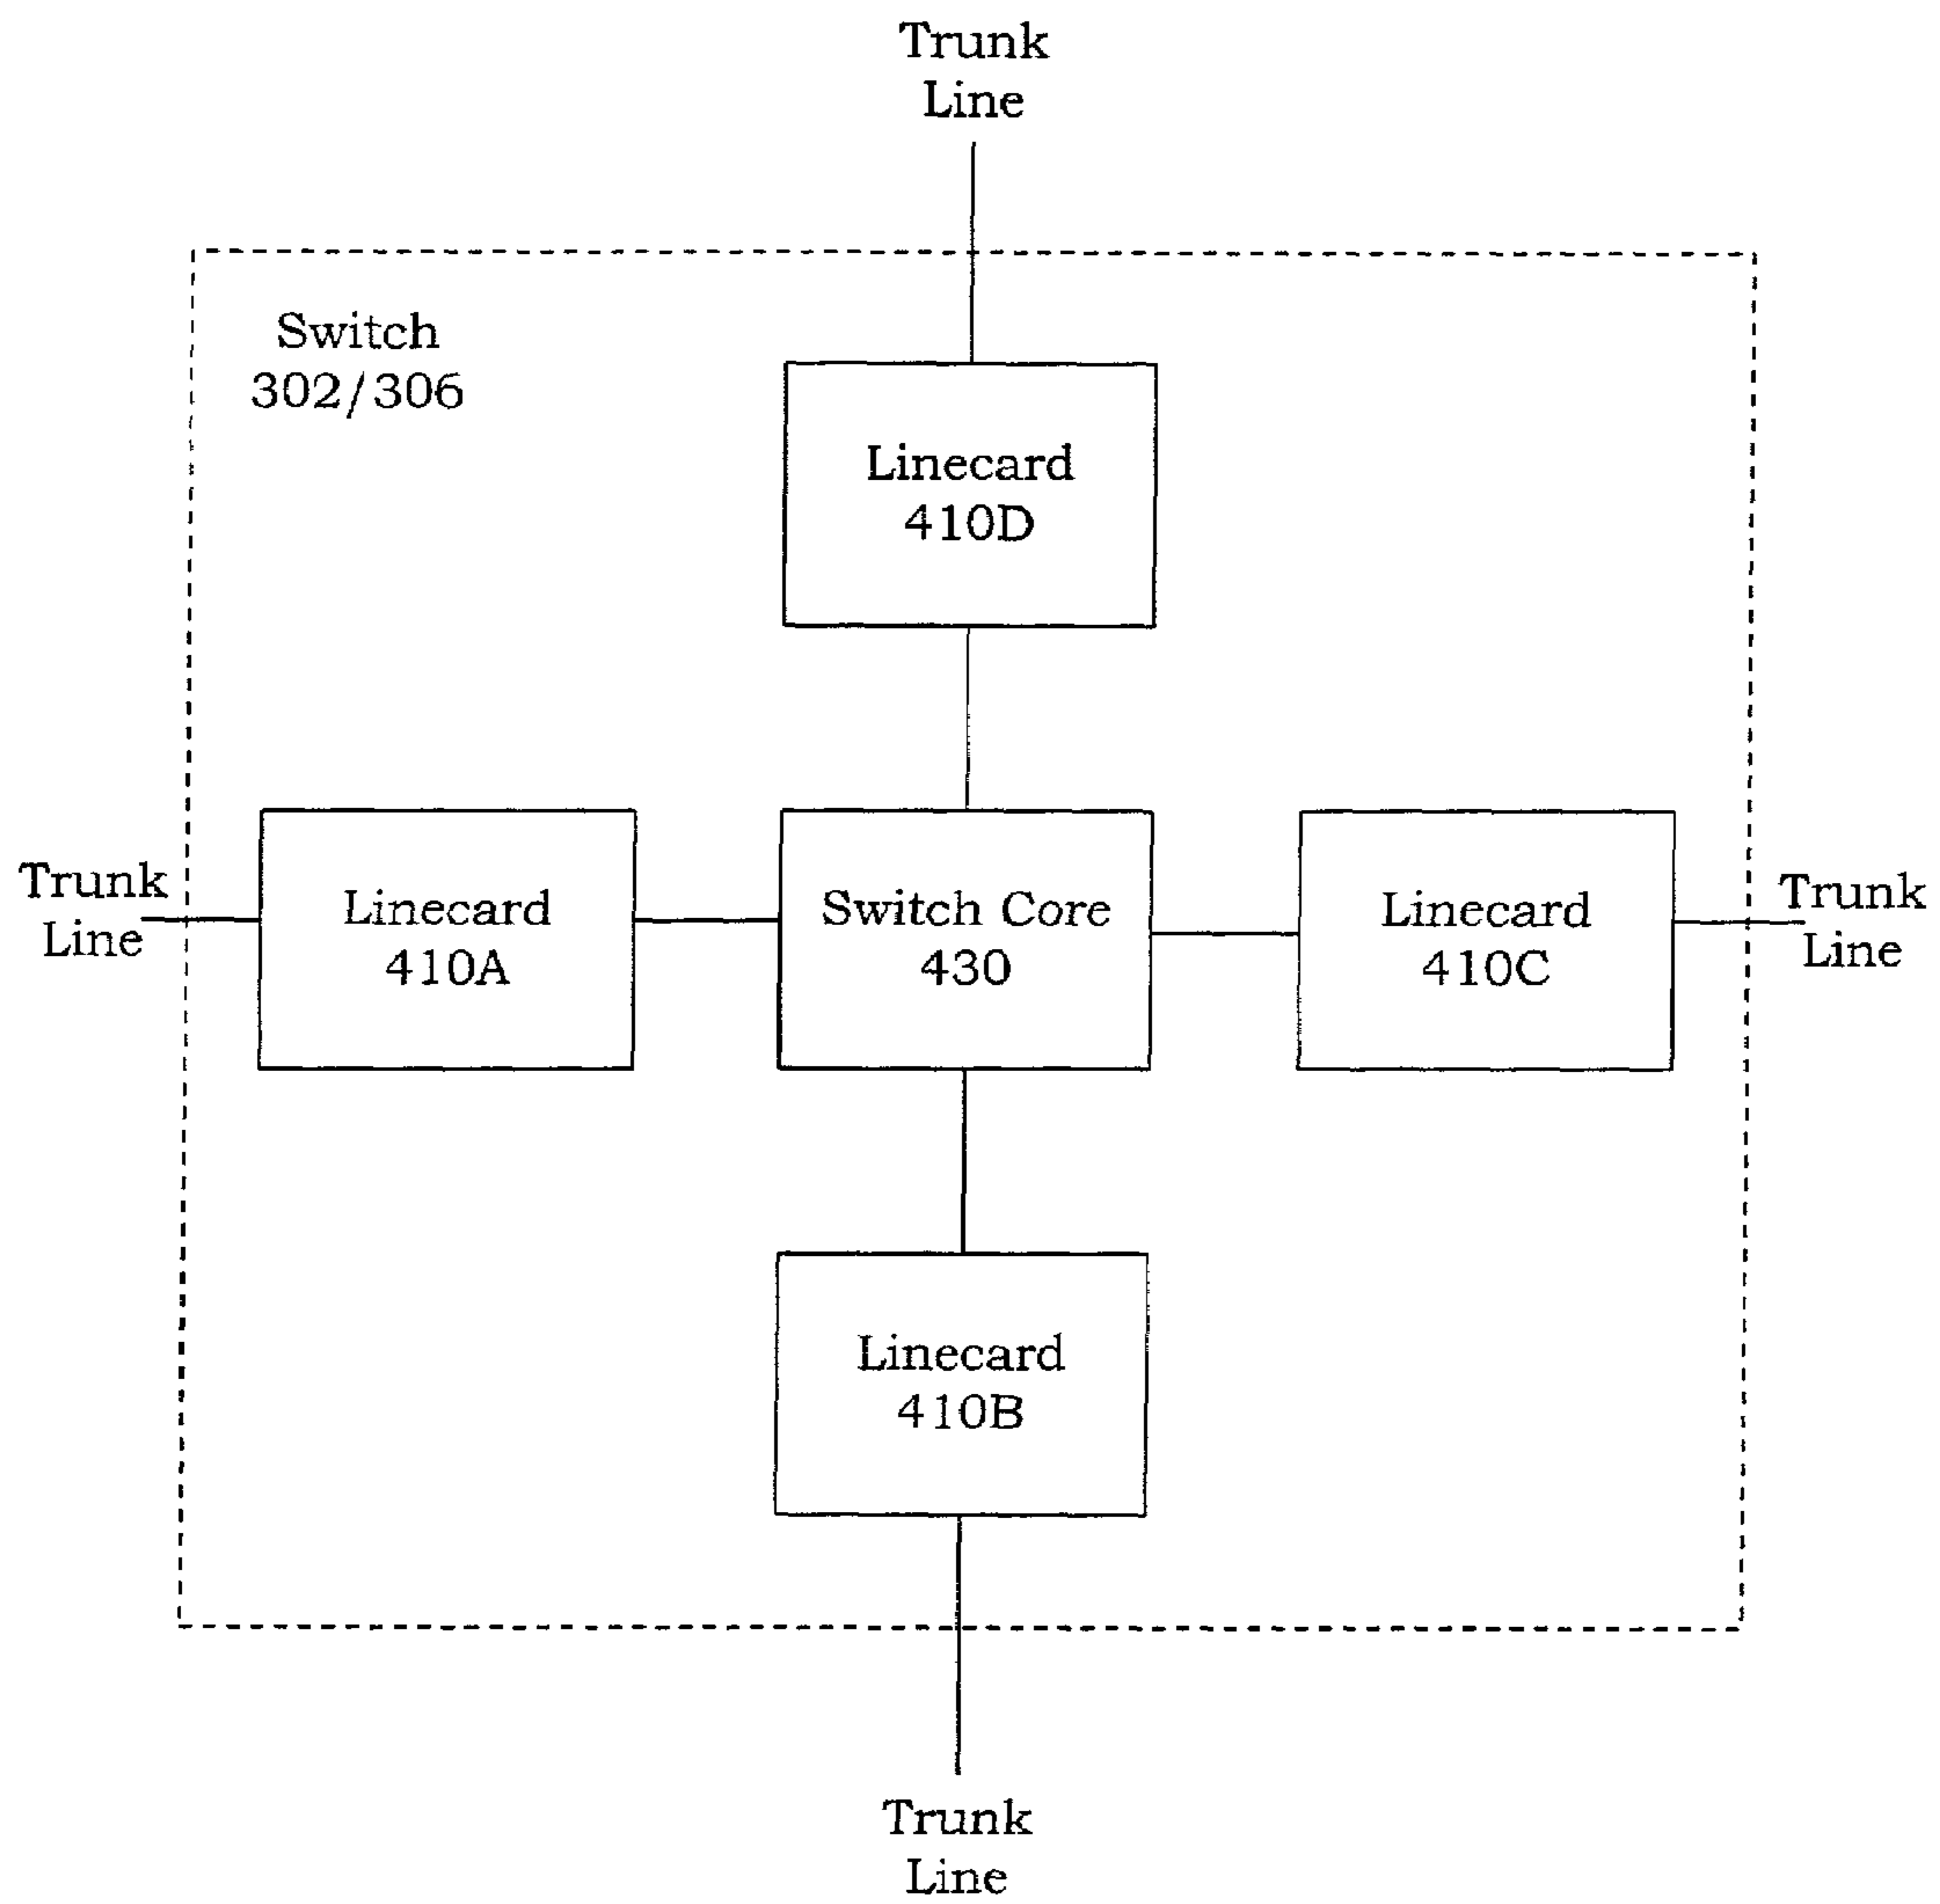 Trunk
Line
Switch
302/306
Linecard
410D
Trunk
Line
Linecard
410A
Switch Core
430
Linecard
410C
Trunk
Line
Linecard
410B
Trunk
Line